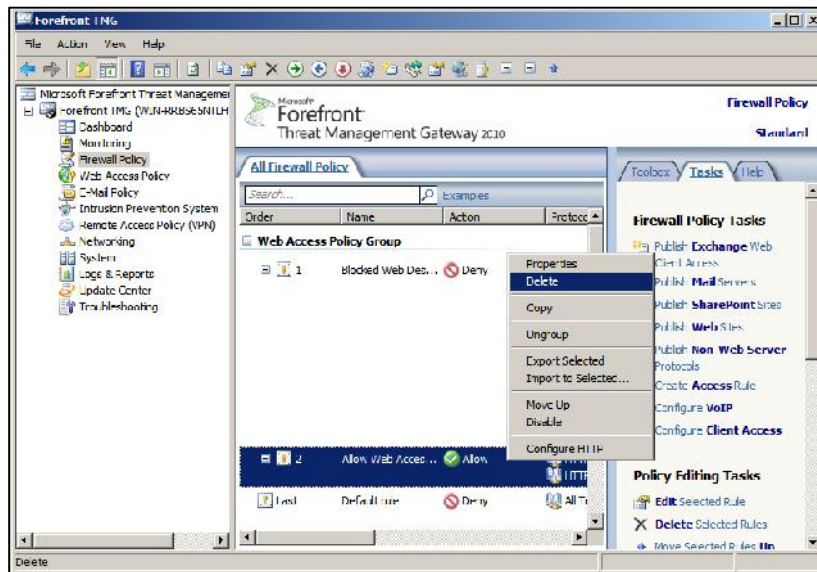 Forefront TMG
File Action View Help
Microsoft Forefront Threat Manageme
Forefront TMG
Dashboard
Monitoring
Firewall Policy
Web Access Policy
E-Mail Policy
Intrusion Prevention System
Remote Access Policy (VPN)
Networking
System
Logs & Reports
Update Center
Troubleshooting
Microsoft
Forefront
Threat Management Gateway 2010
Firewall Policy
Standard
All Firewall Policy
Search... Examples
Order Name Action Protoco
Web Access Policy Group
1 Blocked Web Des... Deny
2 Allow Web Acces... Allow
HTTP
Last Default rule Deny All T
Properties
Delete
Copy
Ungroup
Export Selected
Import to Selected...
Move Up
Disable
Configure HTTP
Toolbox Tasks Help
Firewall Policy Tasks
Publish Exchange Web
Client Access
Publish Mail Servers
Publish SharePoint Sites
Publish Web Sites
Publish Non-Web Server
Protocols
Create Access Rule
Configure VoIP
Configure Client Access
Policy Editing Tasks
Edit Selected Rule
Delete Selected Rules
Move Selected Rules Up
Delete